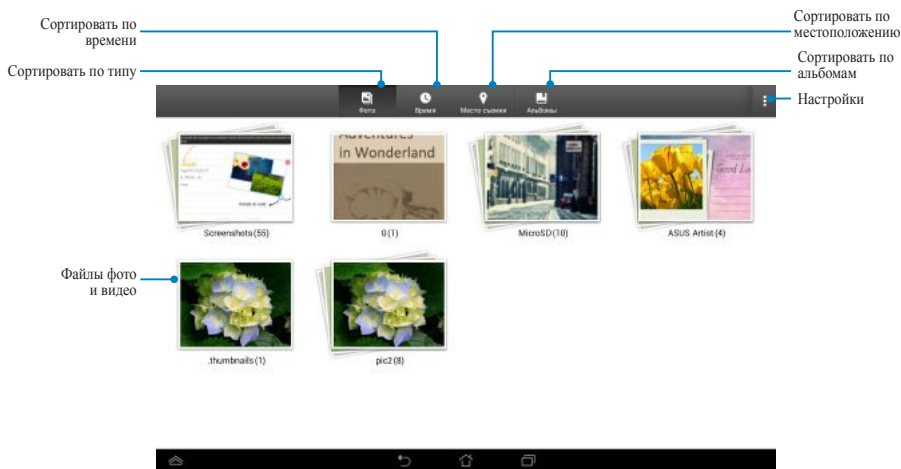 Сортировать по
времени
Сортировать по типу
Сортировать по
местоположению
Сортировать по
альбомам
Настройки
Фото
Время
Место съемки
Альбомы
Adventures
in Wonderland
Good
Screenshots(55)
0(1)
MicroSD(10)
ASUS Artist(4)
Файлы фото
и видео
.thumbnails(1)
pic2(8)